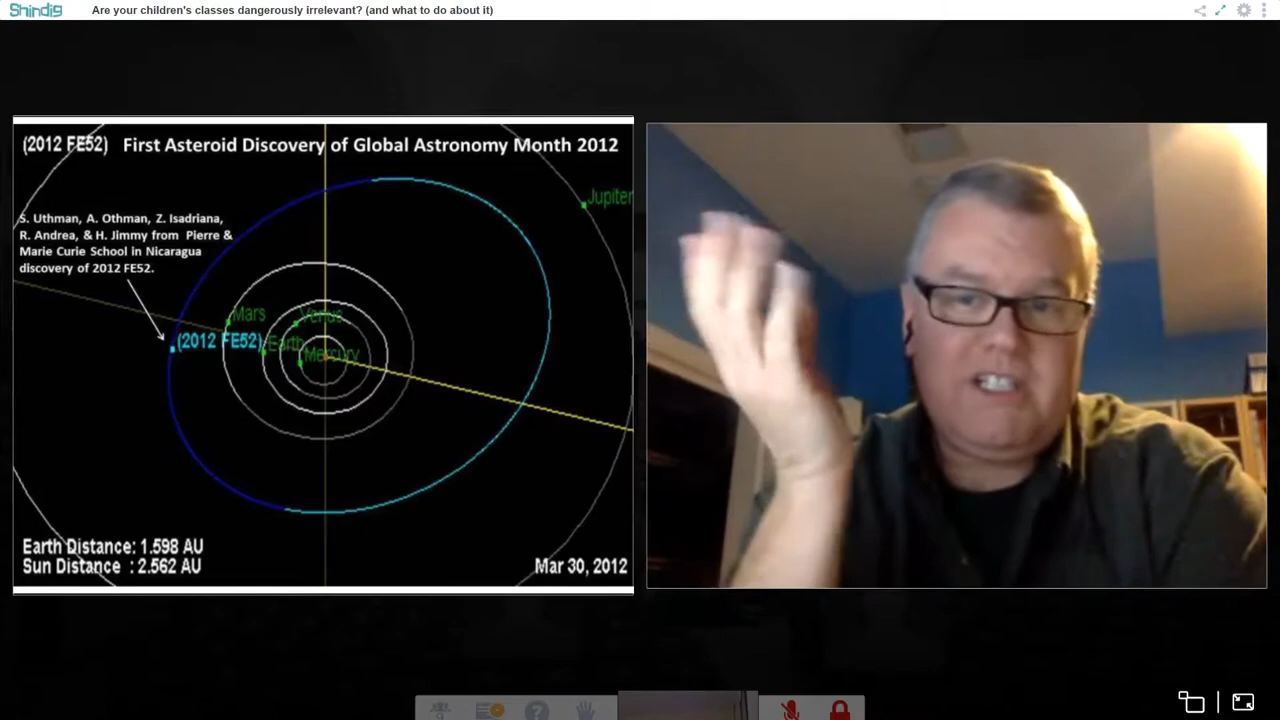 Shindig
Are your children's classes dangerously irrelevant? (and what to do about it)
(2012 FE52) First Asteroid Discovery of Global Astronomy Month 2012
Jupiter
S. Uthman, A. Othman, Z. Isadriana,
R. Andrea, & H. Jimmy from Pierre &
Marie Curie School in Nicaragua
discovery of 2012 FE52.
Mars
Venus
(2012 FE52)
Earth
Mercury
Earth Distance: 1.598 AU
Sun Distance : 2.562 AU
Mar 30, 2012
9
?